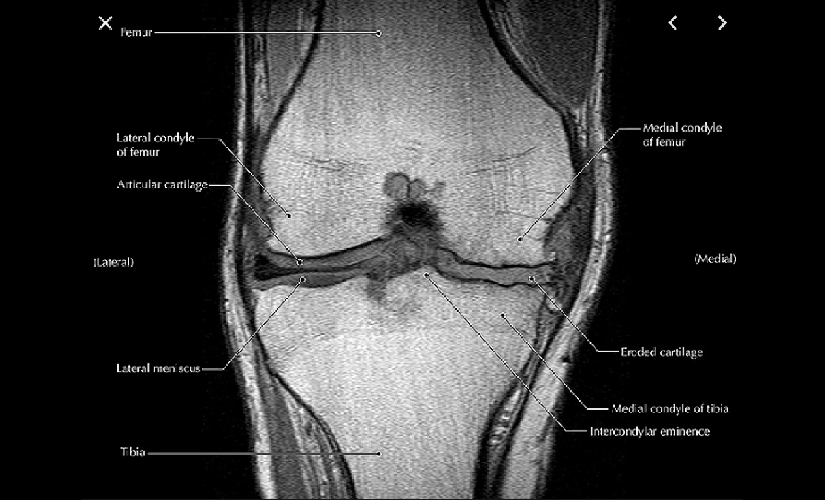 Femur
Lateral condyle
of femur
Articular cartilage
(Lateral)
Lateral meniscus
Tibia
Medial condyle
of femur
(Medial)
Eroded cartilage
Medial condyle of tibia
Intercondylar eminence